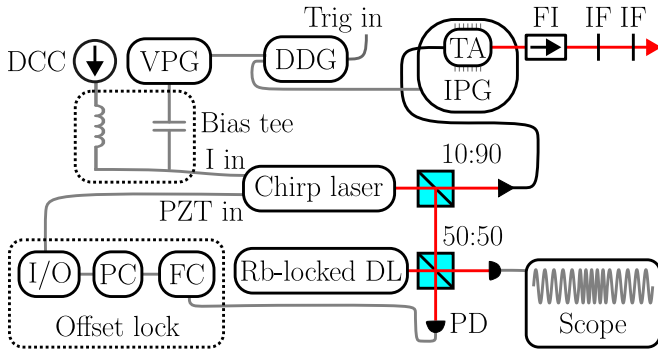 Trig in
FI
IF
IF
DCC
VPG
DDG
TA
IPG
Bias tee
I in
10:90
Chirp laser
PZT in
50:50
I/O
PC
FC
Rb-locked DL
PD
Offset lock
Scope